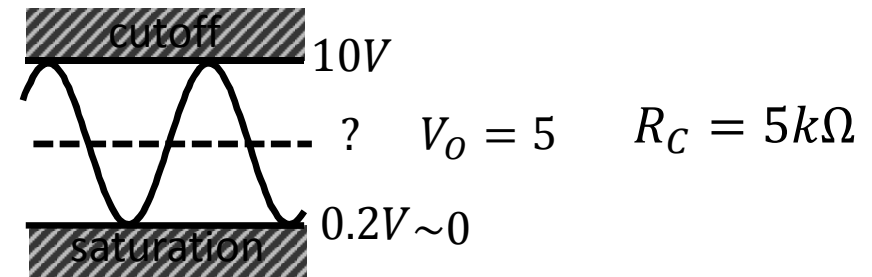 cutoff
10V
? V_O = 5 R_C = 5kΩ
0.2V~0
saturation